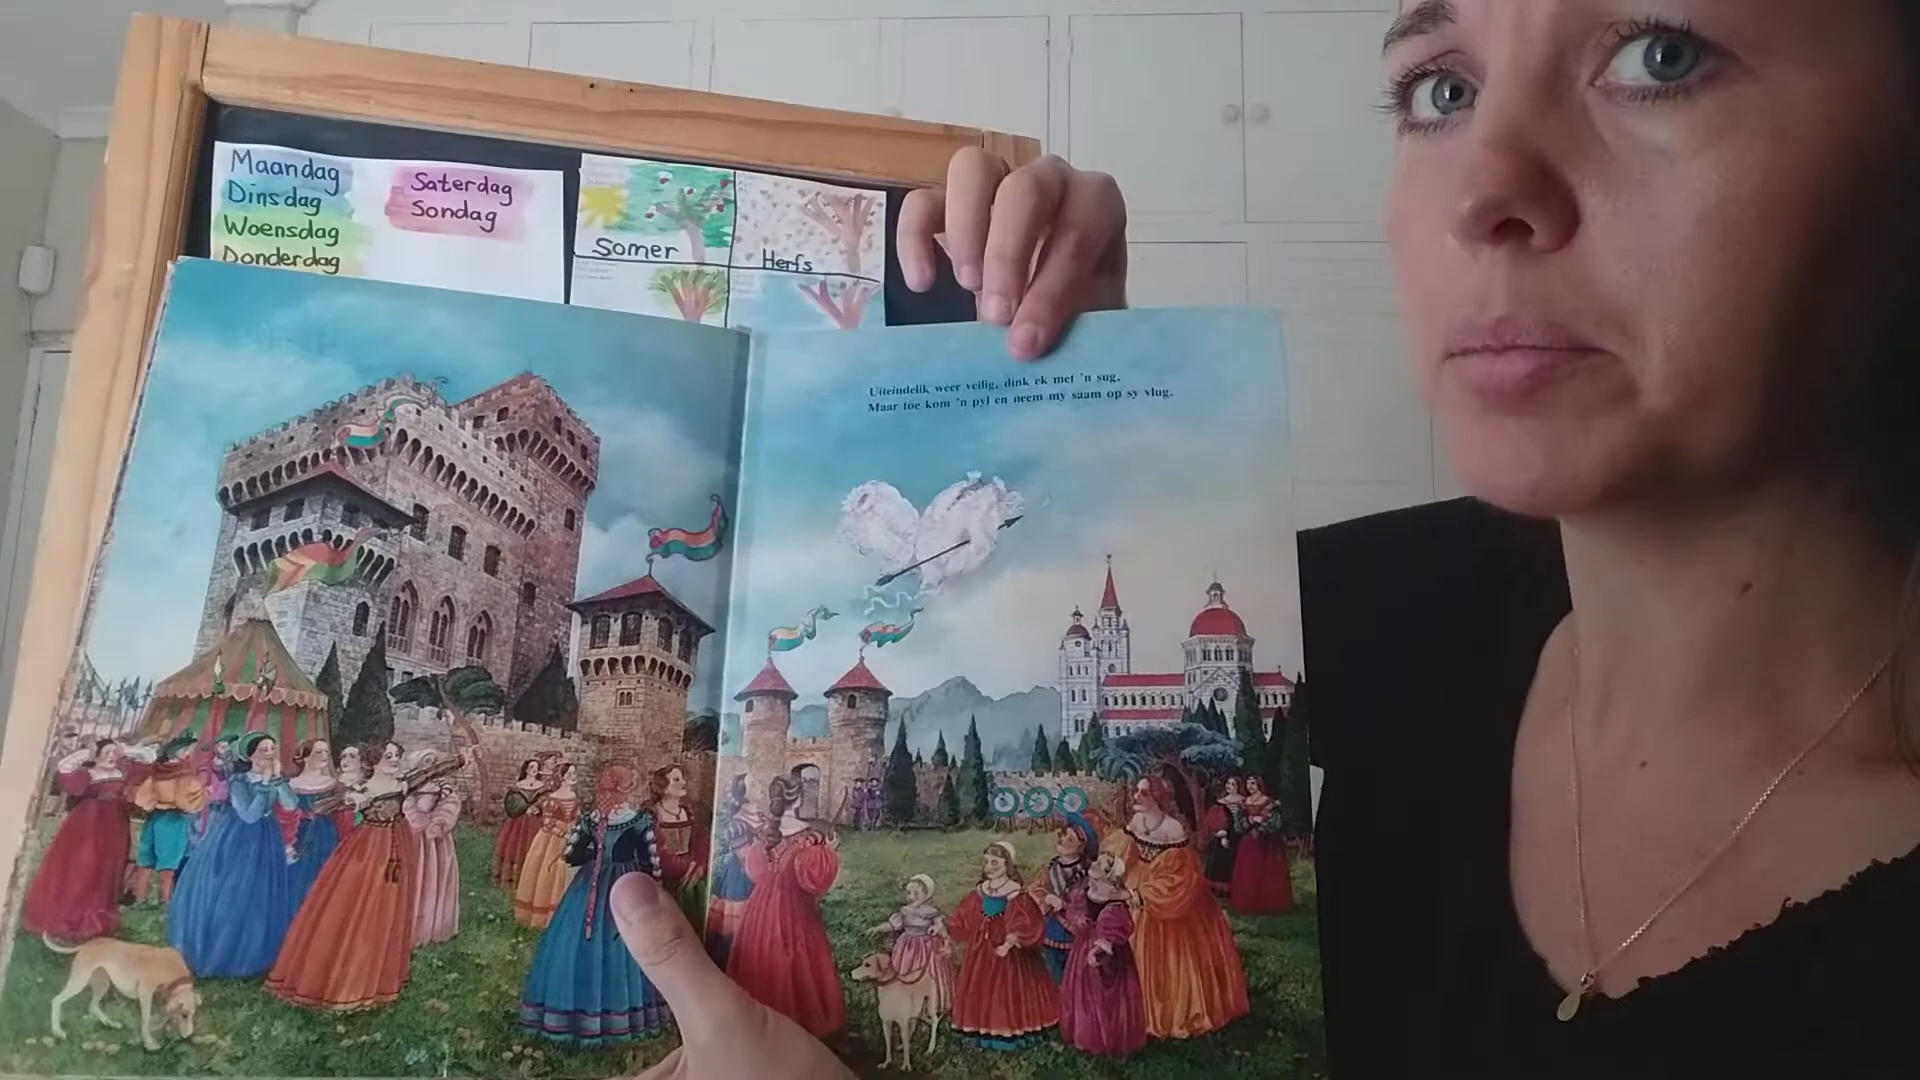 Maandag
Dinsdag
Woensdag
Donderdag
Saterdag
Sondag
Somer
Herfs
Uiteindelik weer veilig, dink ek met 'n sug,
Maar toe kom 'n pyl en neem my saam op sy vlug.